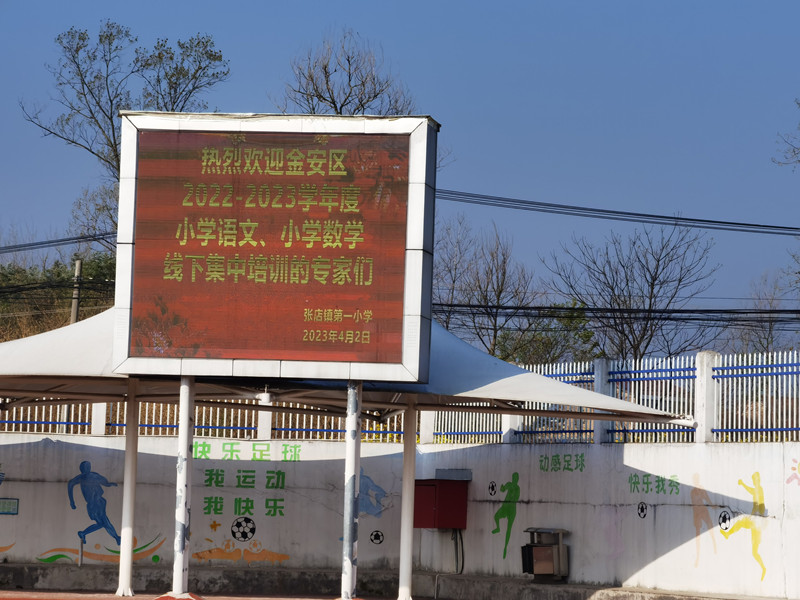 热烈欢迎金安区
2022-2023学年度
小学语文、小学数学
线下集中培训的专家们
张店镇第一小学
2023年4月2日
快乐足球
我运动
我快乐
动感足球
快乐我秀